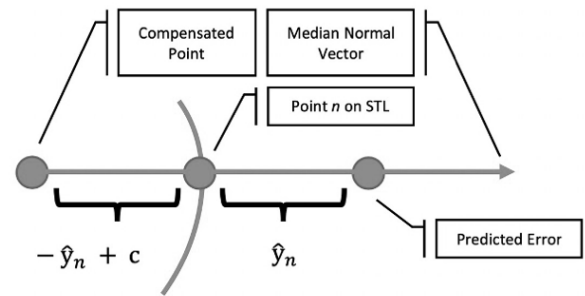 Compensated
Point
Median Normal
Vector
Point n on STL
Predicted Error
− ŷₙ + c
ŷₙ